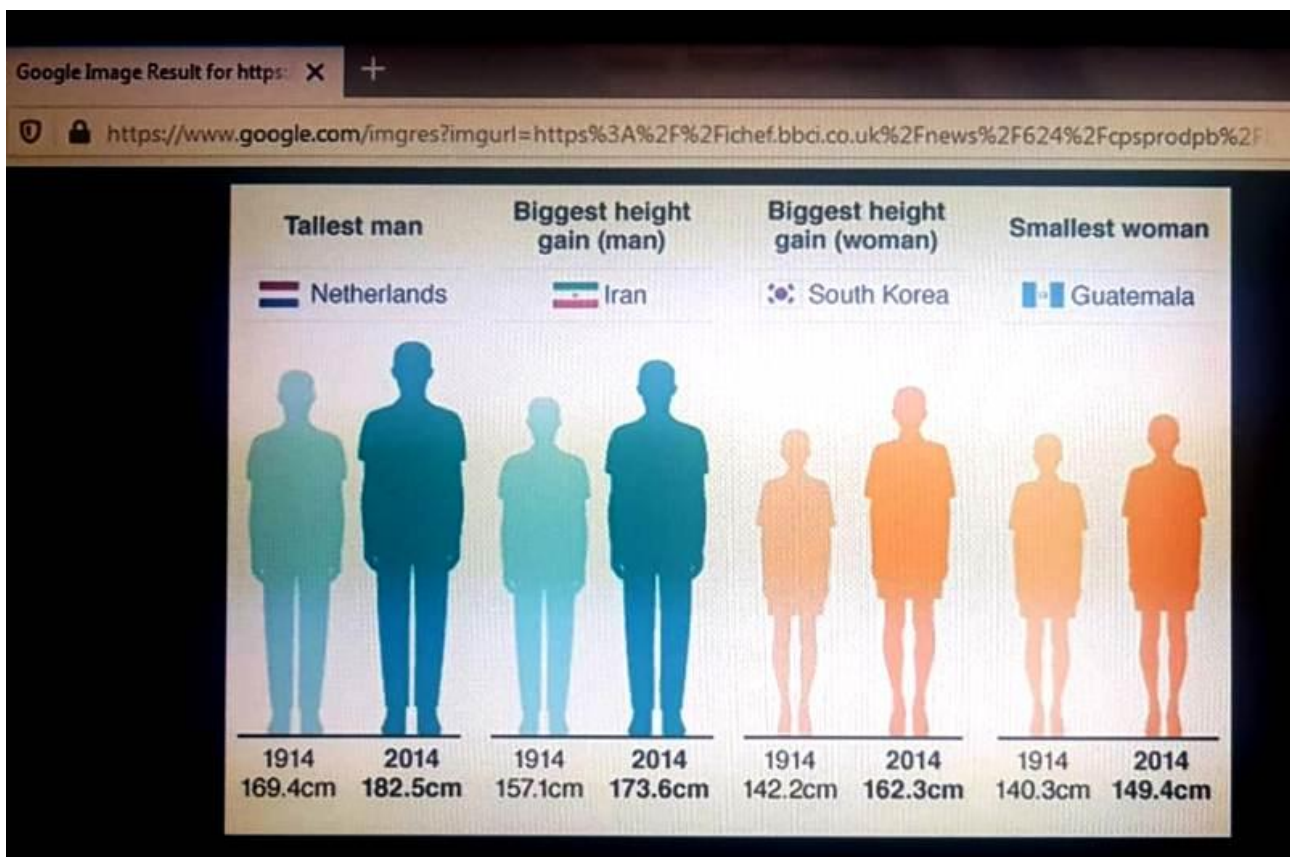 Google Image Result for https:
https://www.google.com/imgres?imgurl=https%3A%2F%2Fichef.bbci.co.uk%2Fnews%2F624%2Fcpsprodpb%2F
Tallest man
Biggest height
gain (man)
Biggest height
gain (woman)
Smallest woman
Netherlands
Iran
South Korea
Guatemala
1914
2014
1914
2014
1914
2014
1914
2014
169.4cm
182.5cm
157.1cm
173.6cm
142.2cm
162.3cm
140.3cm
149.4cm